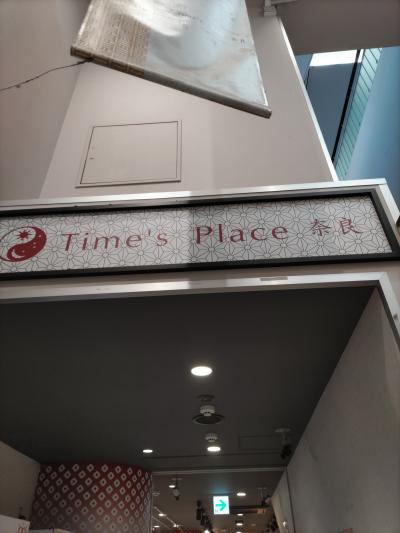 Time's Place 奈良